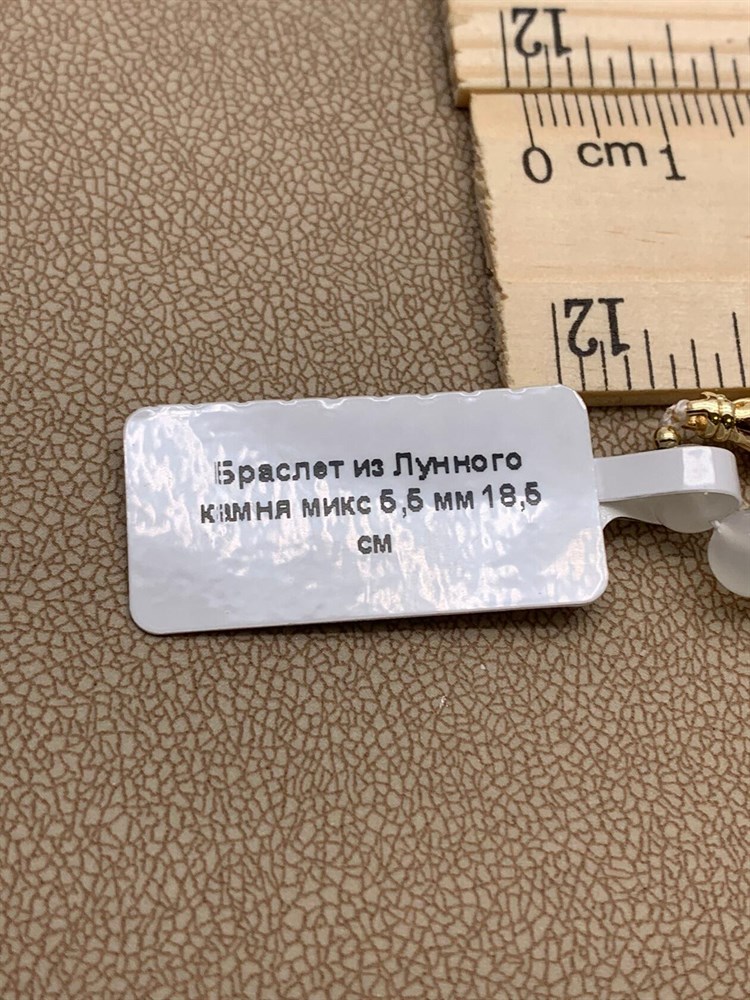 12
0 cm 1
12
Браслет из Лунного
камня микс 5,5 мм 18,5
см